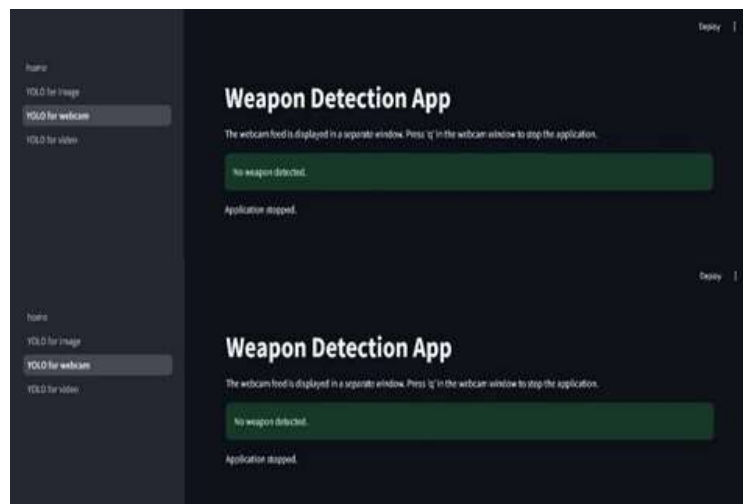 Deploy
home
YOLO for image
YOLO for webcam
YOLO for video
Weapon Detection App
The webcam feed is displayed in a separate window. Press 'q' in the webcam window to stop the application.
No weapon detected.
Application stopped.
Deploy
home
YOLO for image
YOLO for webcam
YOLO for video
Weapon Detection App
The webcam feed is displayed in a separate window. Press 'q' in the webcam window to stop the application.
No weapon detected.
Application stopped.